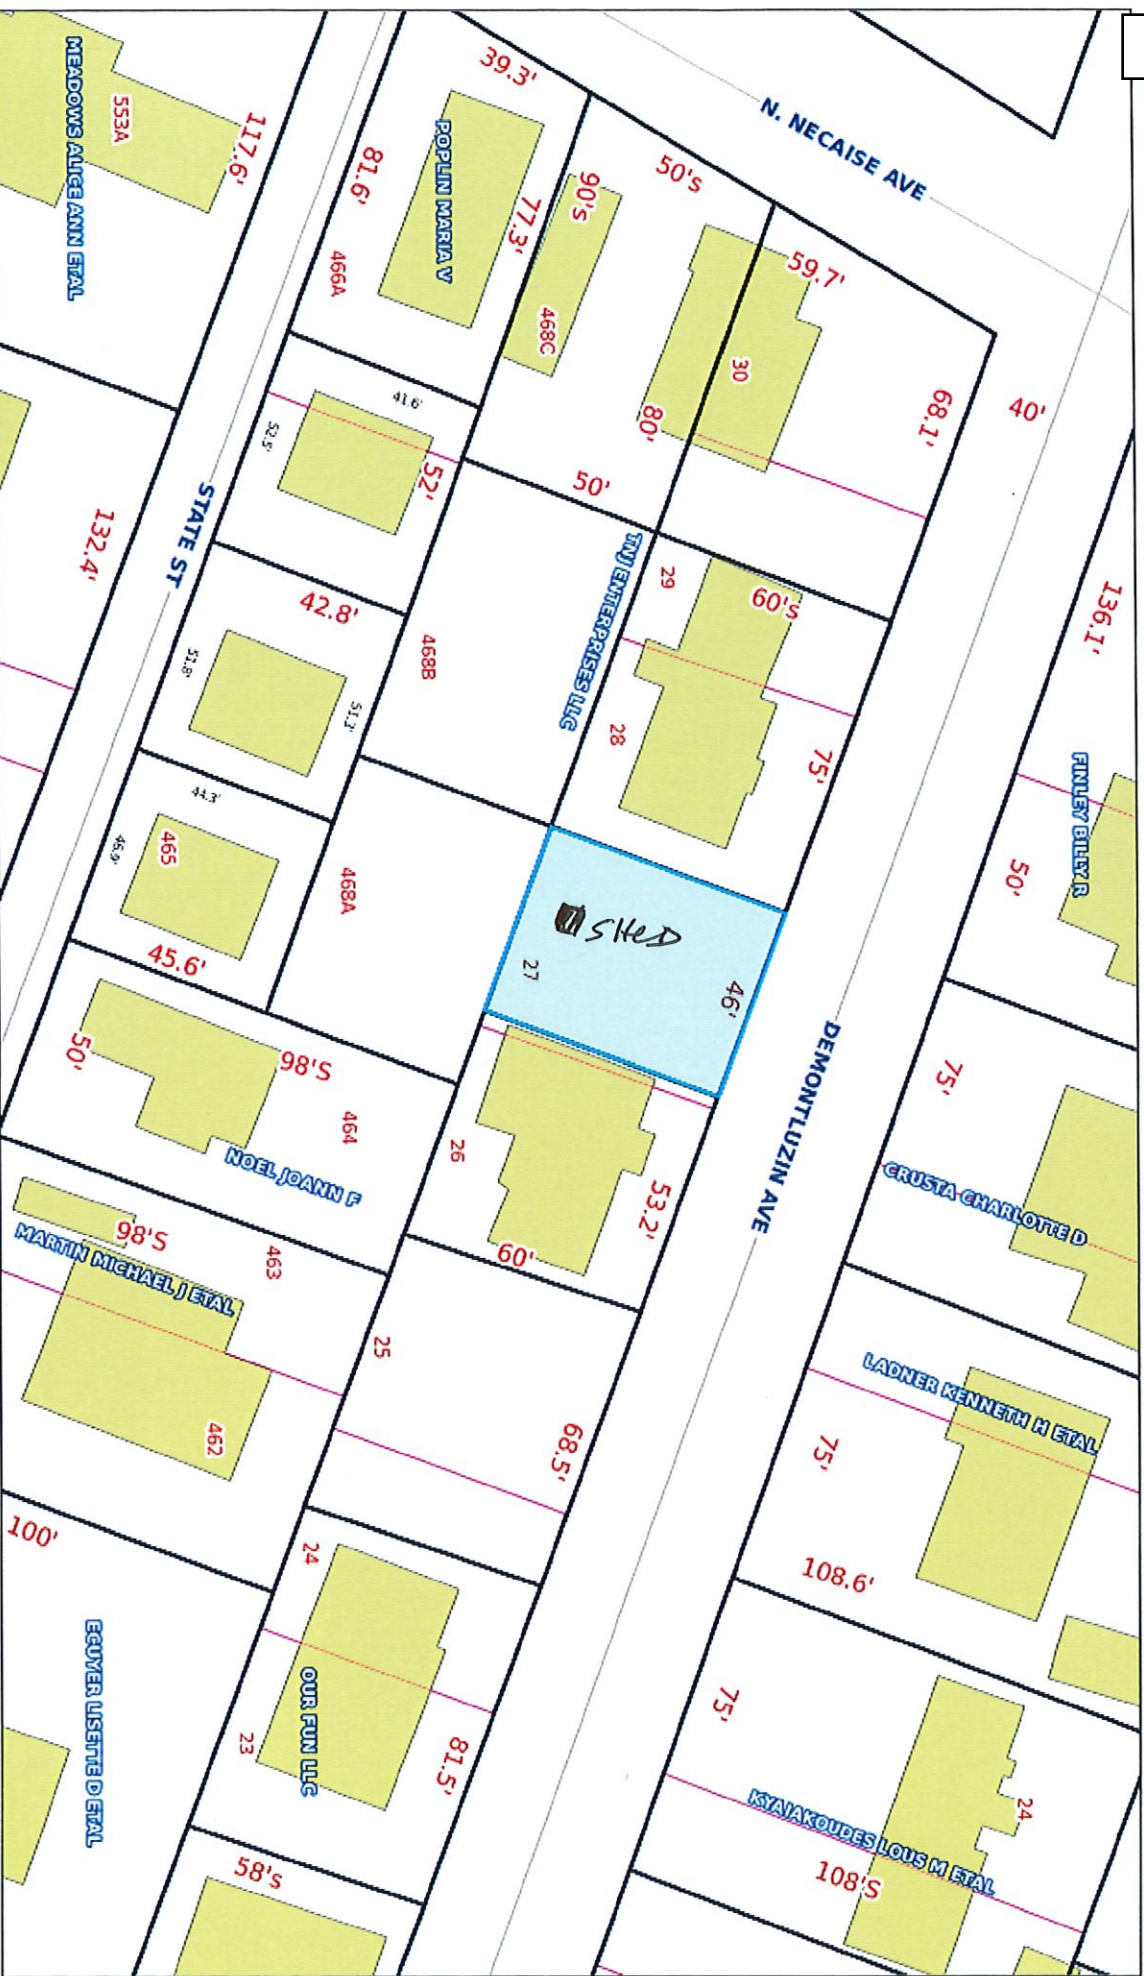 N. NECAISE AVE
39.3'
50's
59.7'
MEADOWS ALICE ANN ETAL
553A
117.6'
81.6'
POPLIN MARIA V
77.3'
90's
466A
468C
30
80'
68.1'
40'
41.6'
52.5'
52'
50'
STATE ST
132.4'
136.1'
TNJ ENTERPRISES LLC
29
60's
42.8'
468B
51.8'
51.3'
28
75'
FINLEY BILLY R
50'
44.3'
465
468A
45.6'
SHED
27
46'
DEMONTLUZIN AVE
75'
50'
98'S
464
NOEL JOANN F
26
53.2'
60'
CRUSTA CHARLOTTE D
98'S
463
MARTIN MICHAEL J ETAL
462
25
68.5'
LADNER KENNETH H ETAL
75'
108.6'
100'
24
ECUYER LISETTE D ETAL
OUR FUN LLC
23
81.5'
58's
75'
24
KYAIAKOUDES LOUS M ETAL
108'S